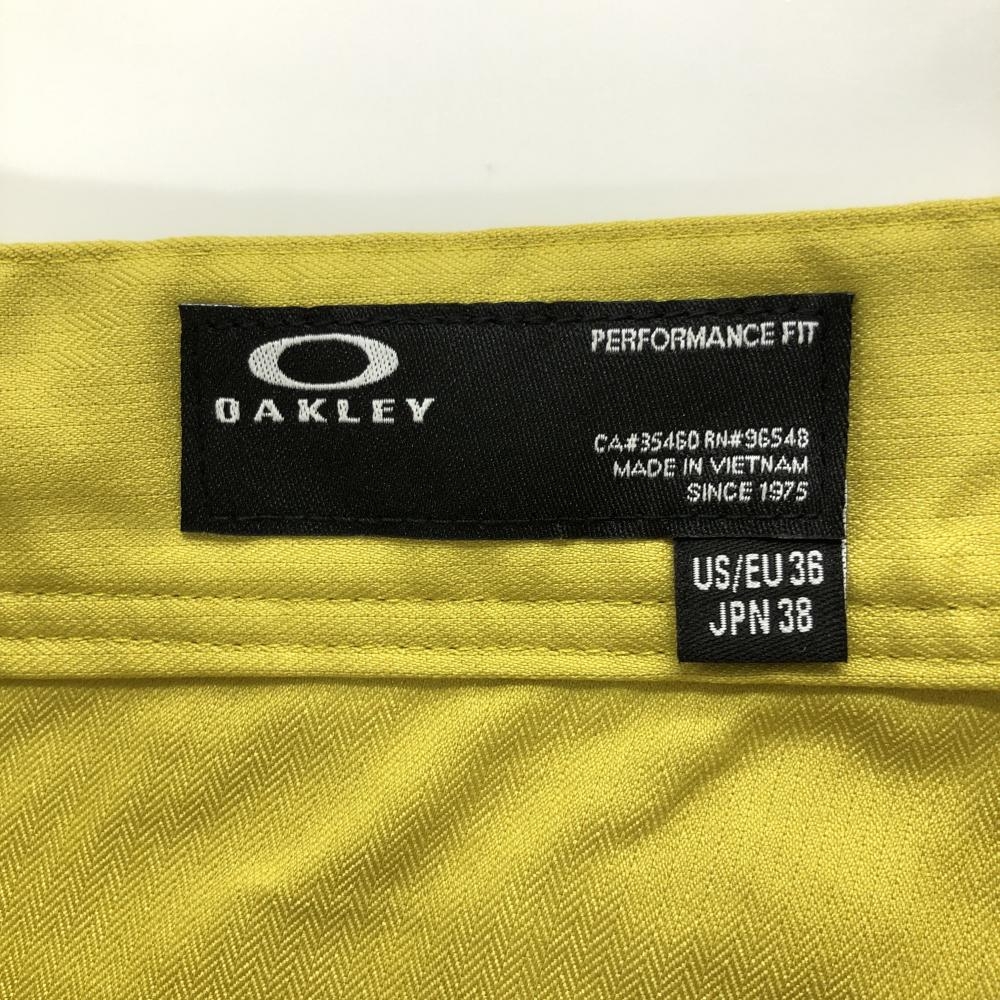 OAKLEY
PERFORMANCE FIT
CA#35460 RN#96548
MADE IN VIETNAM
SINCE 1975
US/EU 36
JPN 38